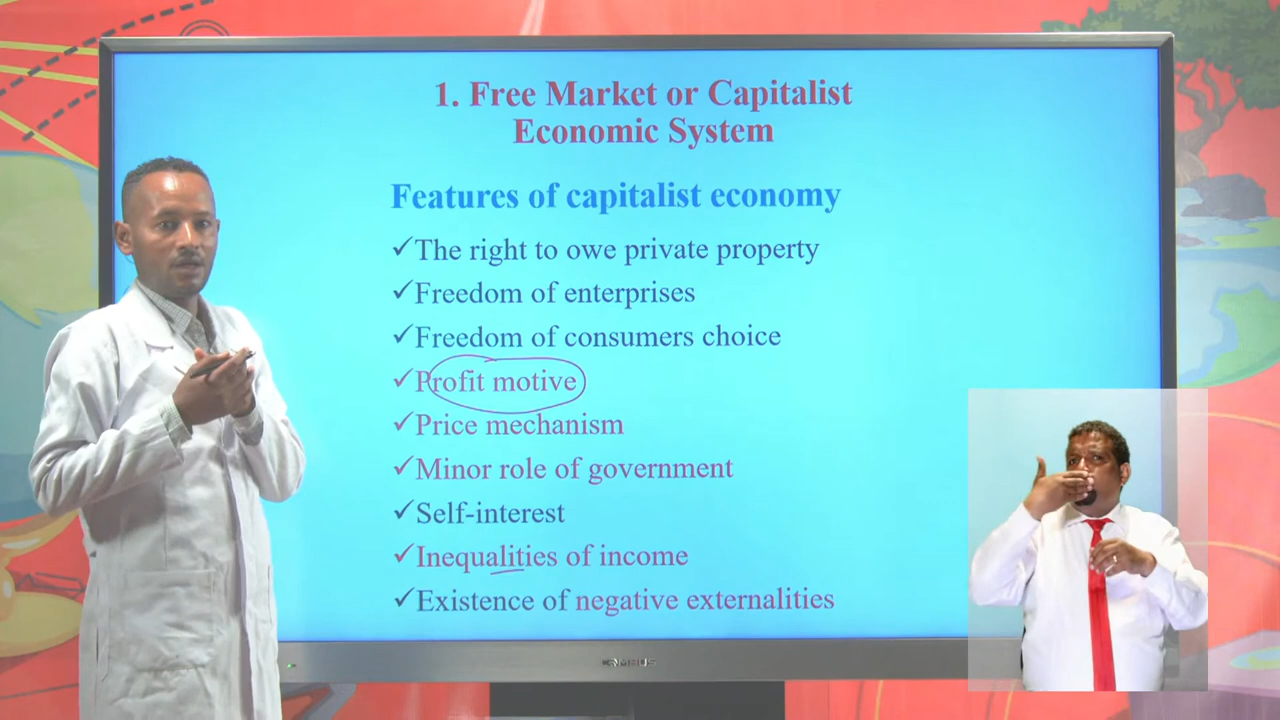 1. Free Market or Capitalist
Economic System
Features of capitalist economy
✓The right to owe private property
✓Freedom of enterprises
✓Freedom of consumers choice
✓Profit motive
✓Price mechanism
✓Minor role of government
✓Self-interest
✓Inequalities of income
✓Existence of negative externalities